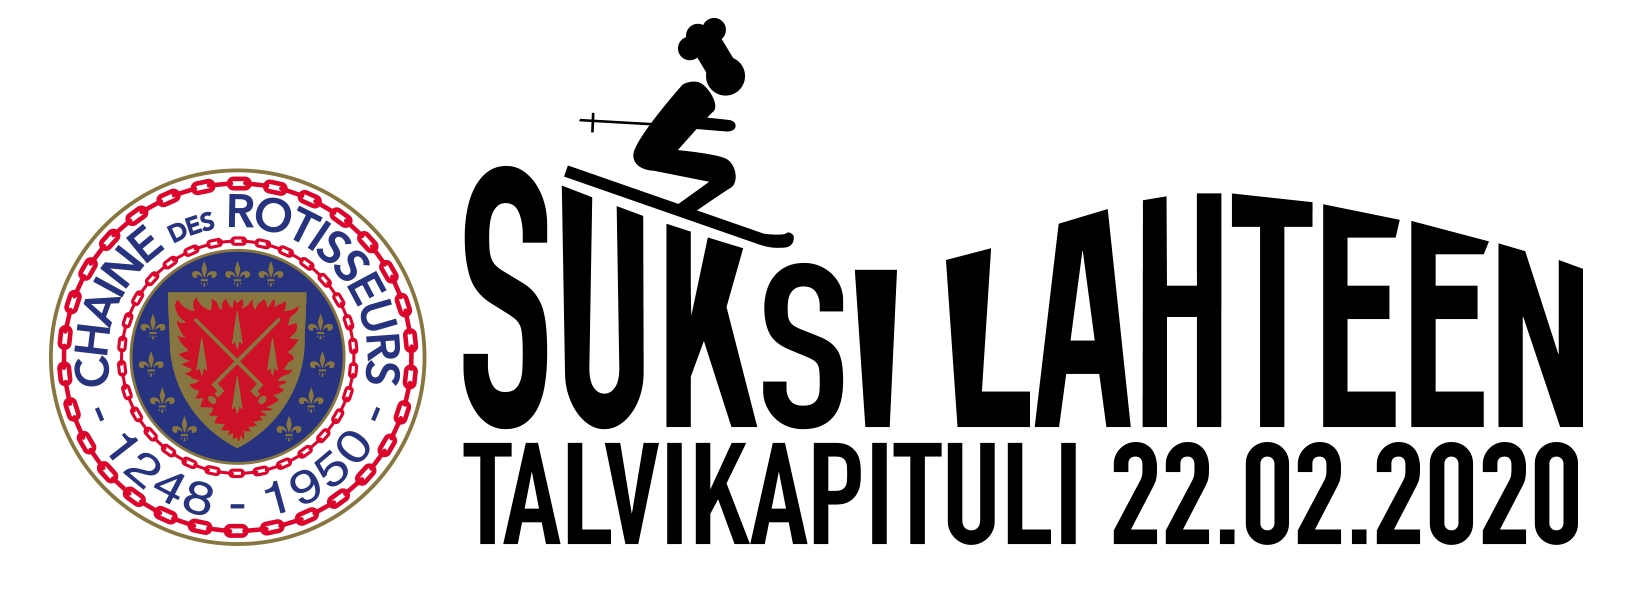 CHAINE DES ROTISSEURS
- 1248 - 1950 -
SUKSI LAHTEEN
TALVIKAPITULI 22.02.2020